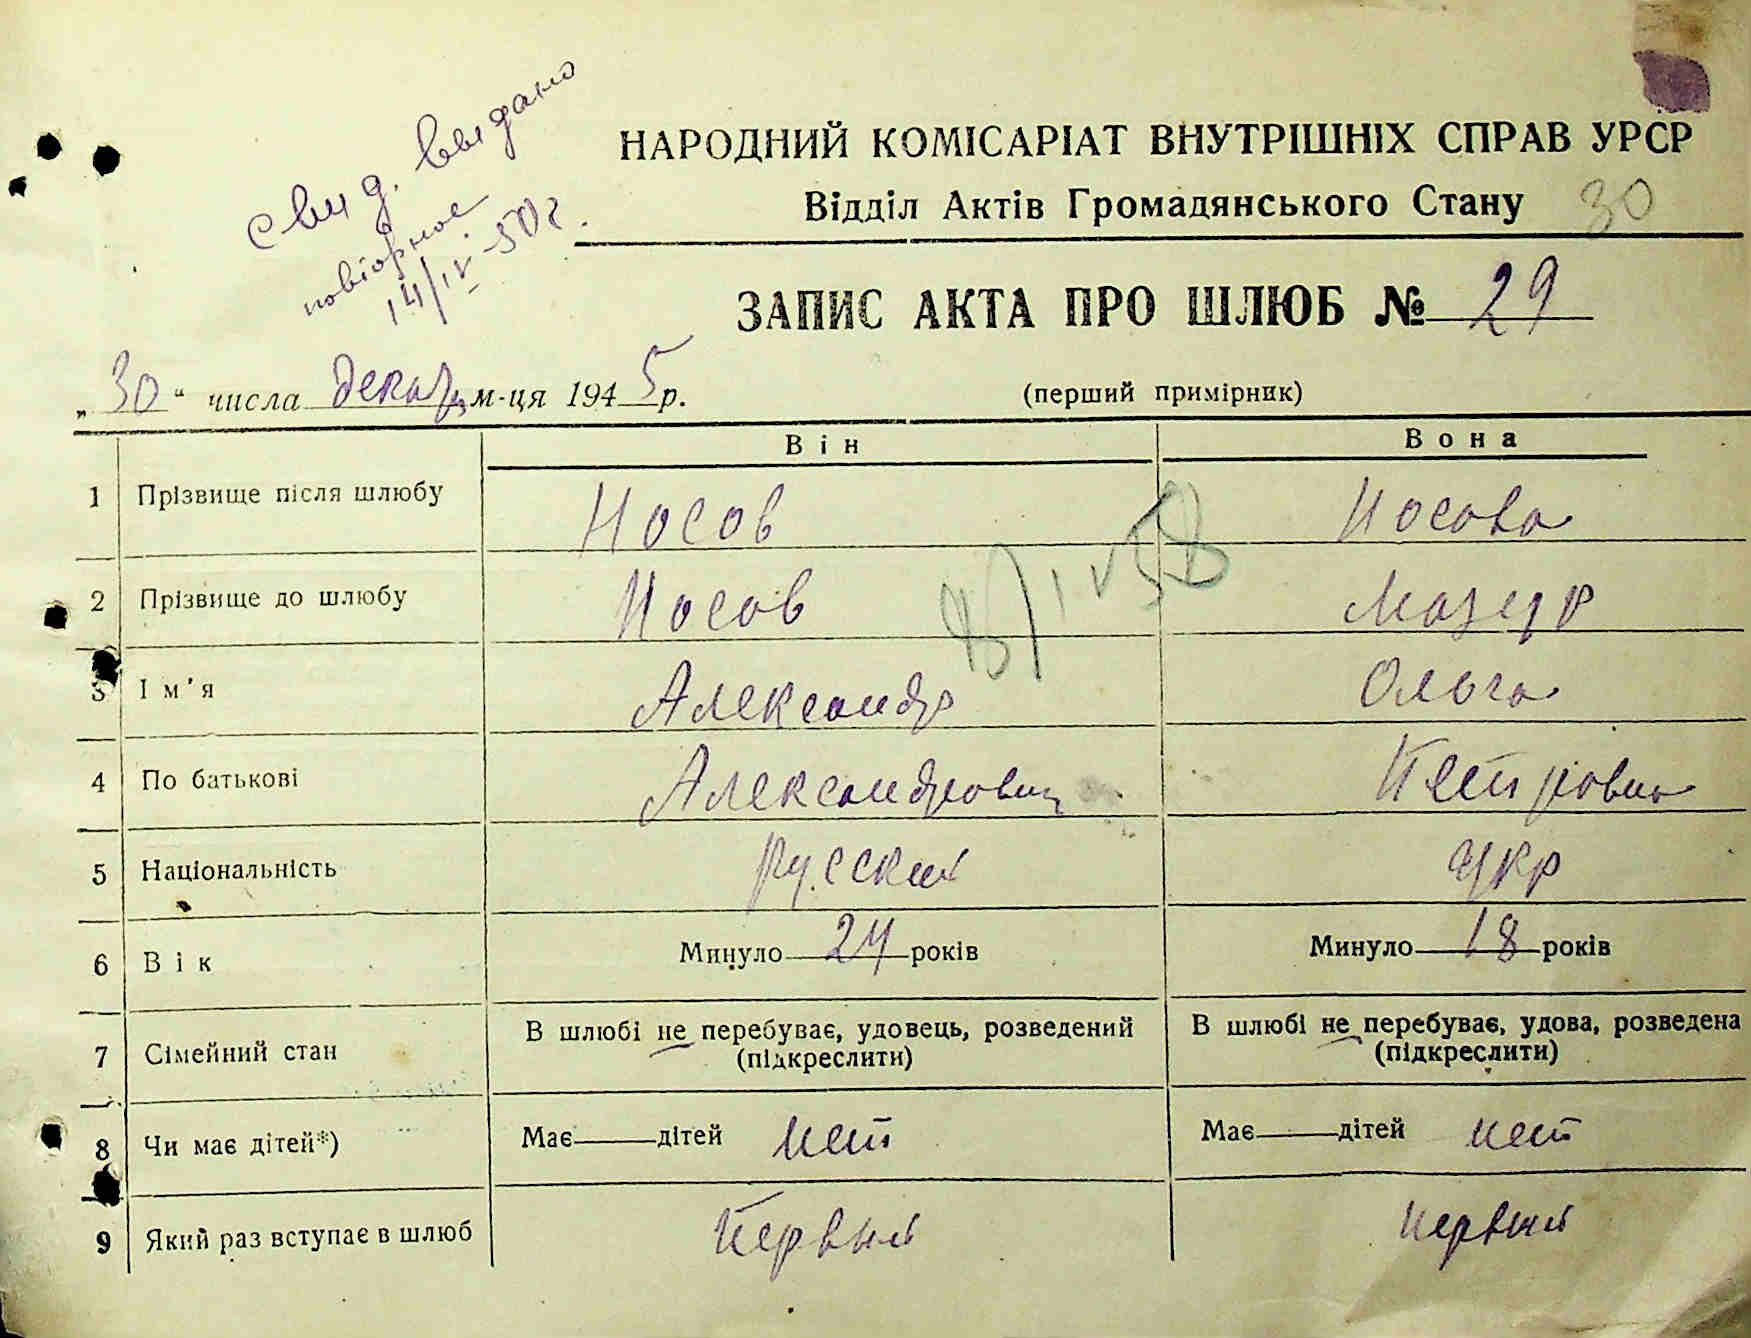 свид. выдано
повторное
14/IV-50 г.
НАРОДНИЙ КОМІСАРІАТ ВНУТРІШНІХ СПРАВ УРСР
Відділ Актів Громадянського Стану 30
ЗАПИС АКТА ПРО ШЛЮБ № 29
„30“ числа декабр м-ця 1945 р.
(перший примірник)
Він Вона
1 Прізвище після шлюбу Носов Носова
2 Прізвище до шлюбу Носов Мазур
3 Ім'я Александр Ольга
4 По батькові Александрович Петровна
5 Національність русский укр
6 Вік Минуло 24 років Минуло 18 років
7 Сімейний стан В шлюбі не перебуває, удовець, розведений В шлюбі не перебуває, удова, розведена
(підкреслити) (підкреслити)
8 Чи має дітей*) Має дітей нет Має дітей нет
9 Який раз вступає в шлюб Первый первый